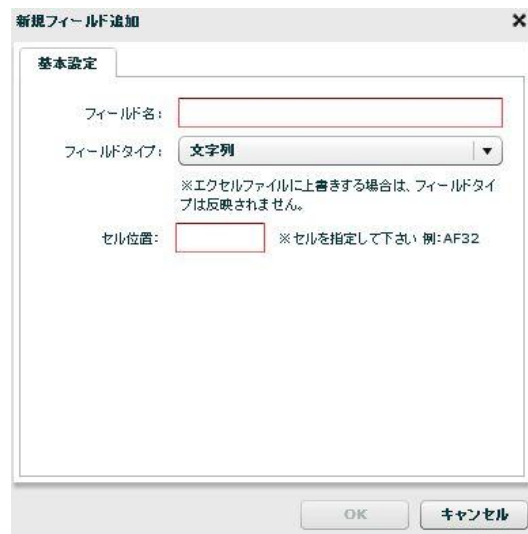 新規フィールド追加
基本設定
フィールド名:
フィールドタイプ: 文字列
※エクセルファイルに上書きする場合は、フィールドタイ
プは反映されません。
セル位置: ※セルを指定して下さい 例:AF32
OK キャンセル